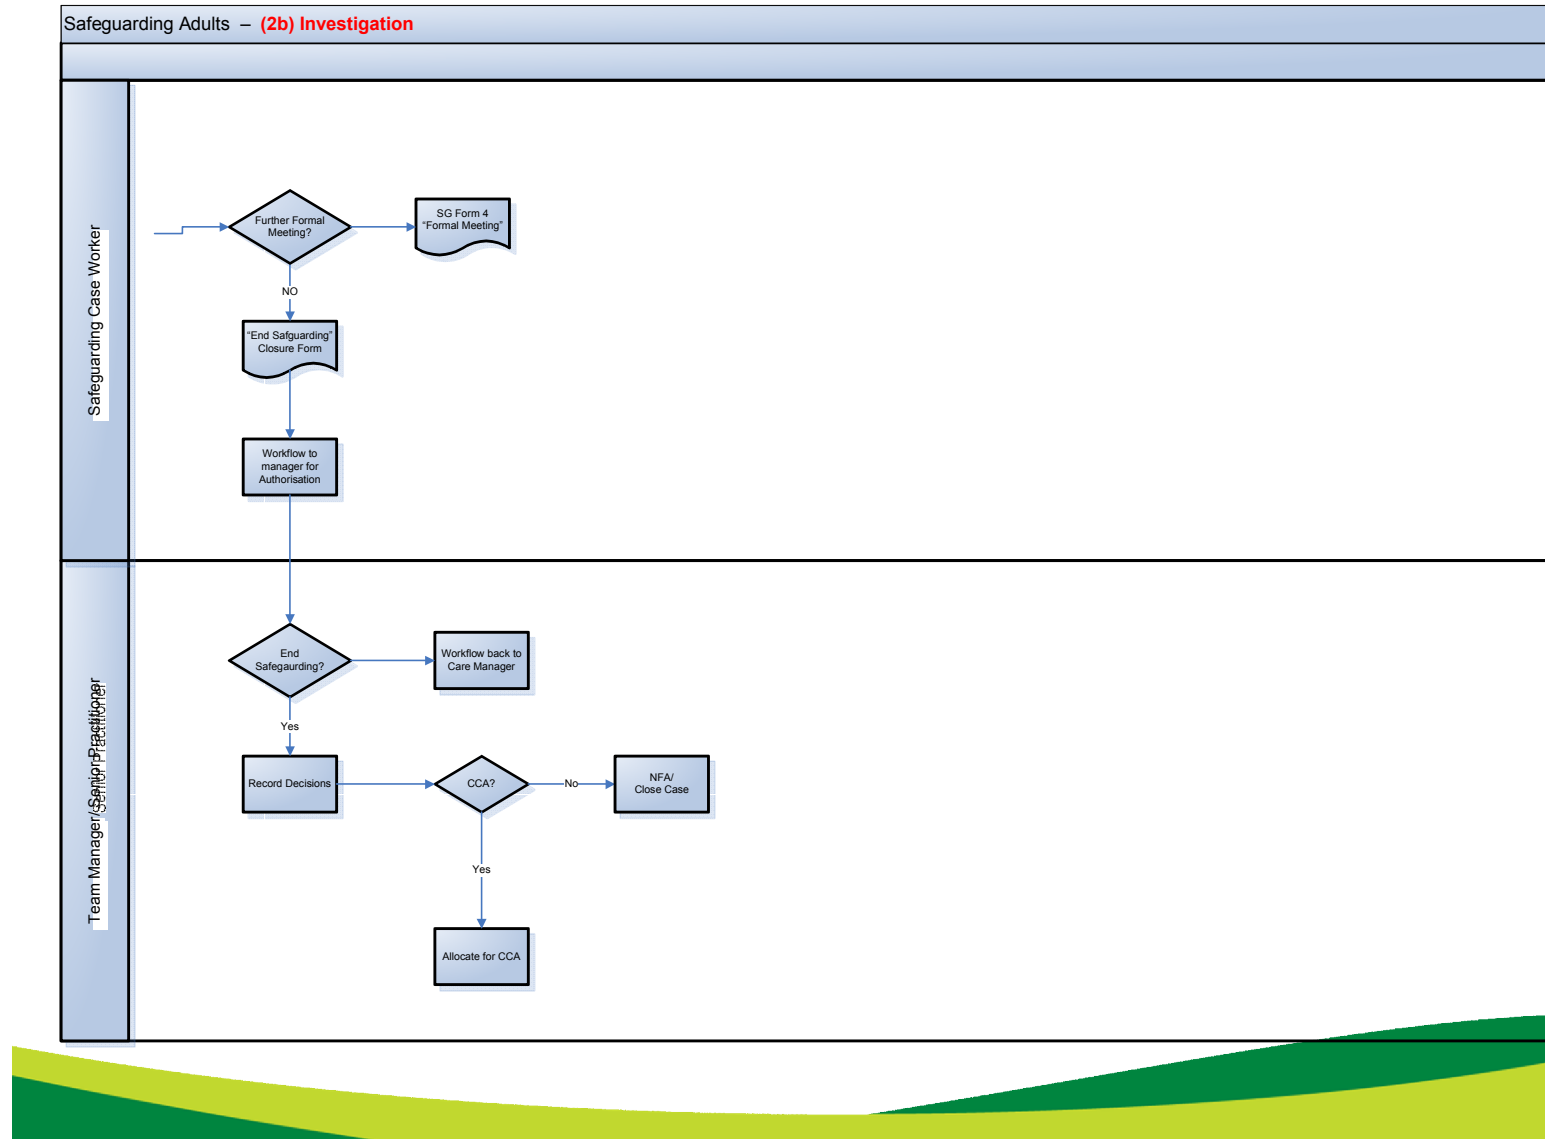 Safeguarding Adults – (2b) Investigation
Safeguarding Case Worker
Further Formal
Meeting?
SG Form 4
“Formal Meeting”
NO
“End Safguarding”
Closure Form
Workflow to
manager for
Authorisation
Team Manager/Senior Practitioner
Senior Practitioner
End
Safegaurding?
Workflow back to
Care Manager
Yes
Record Decisions
CCA?
No
NFA/
Close Case
Yes
Allocate for CCA